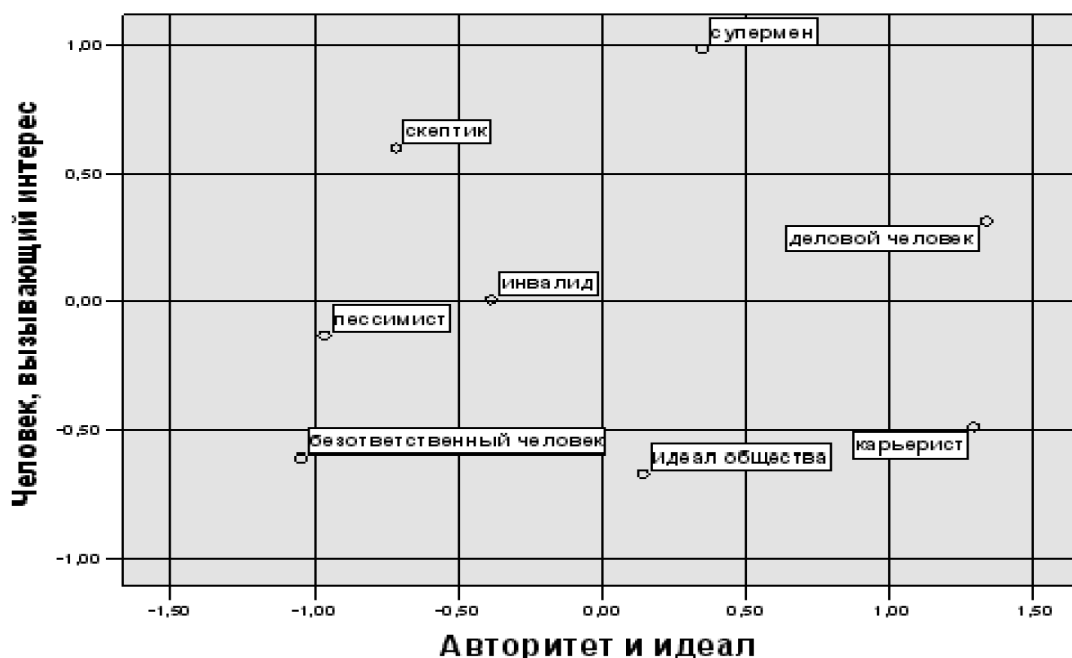 супермен
1,00
скептик
0,50
деловой человек
инвалид
0,00
пессимист
-0,50
безответственный человек
идеал общества
карьерист
-1,00
-1,50
-1,00
-0,50
0,00
0,50
1,00
1,50
Человек, вызывающий интерес
Авторитет и идеал